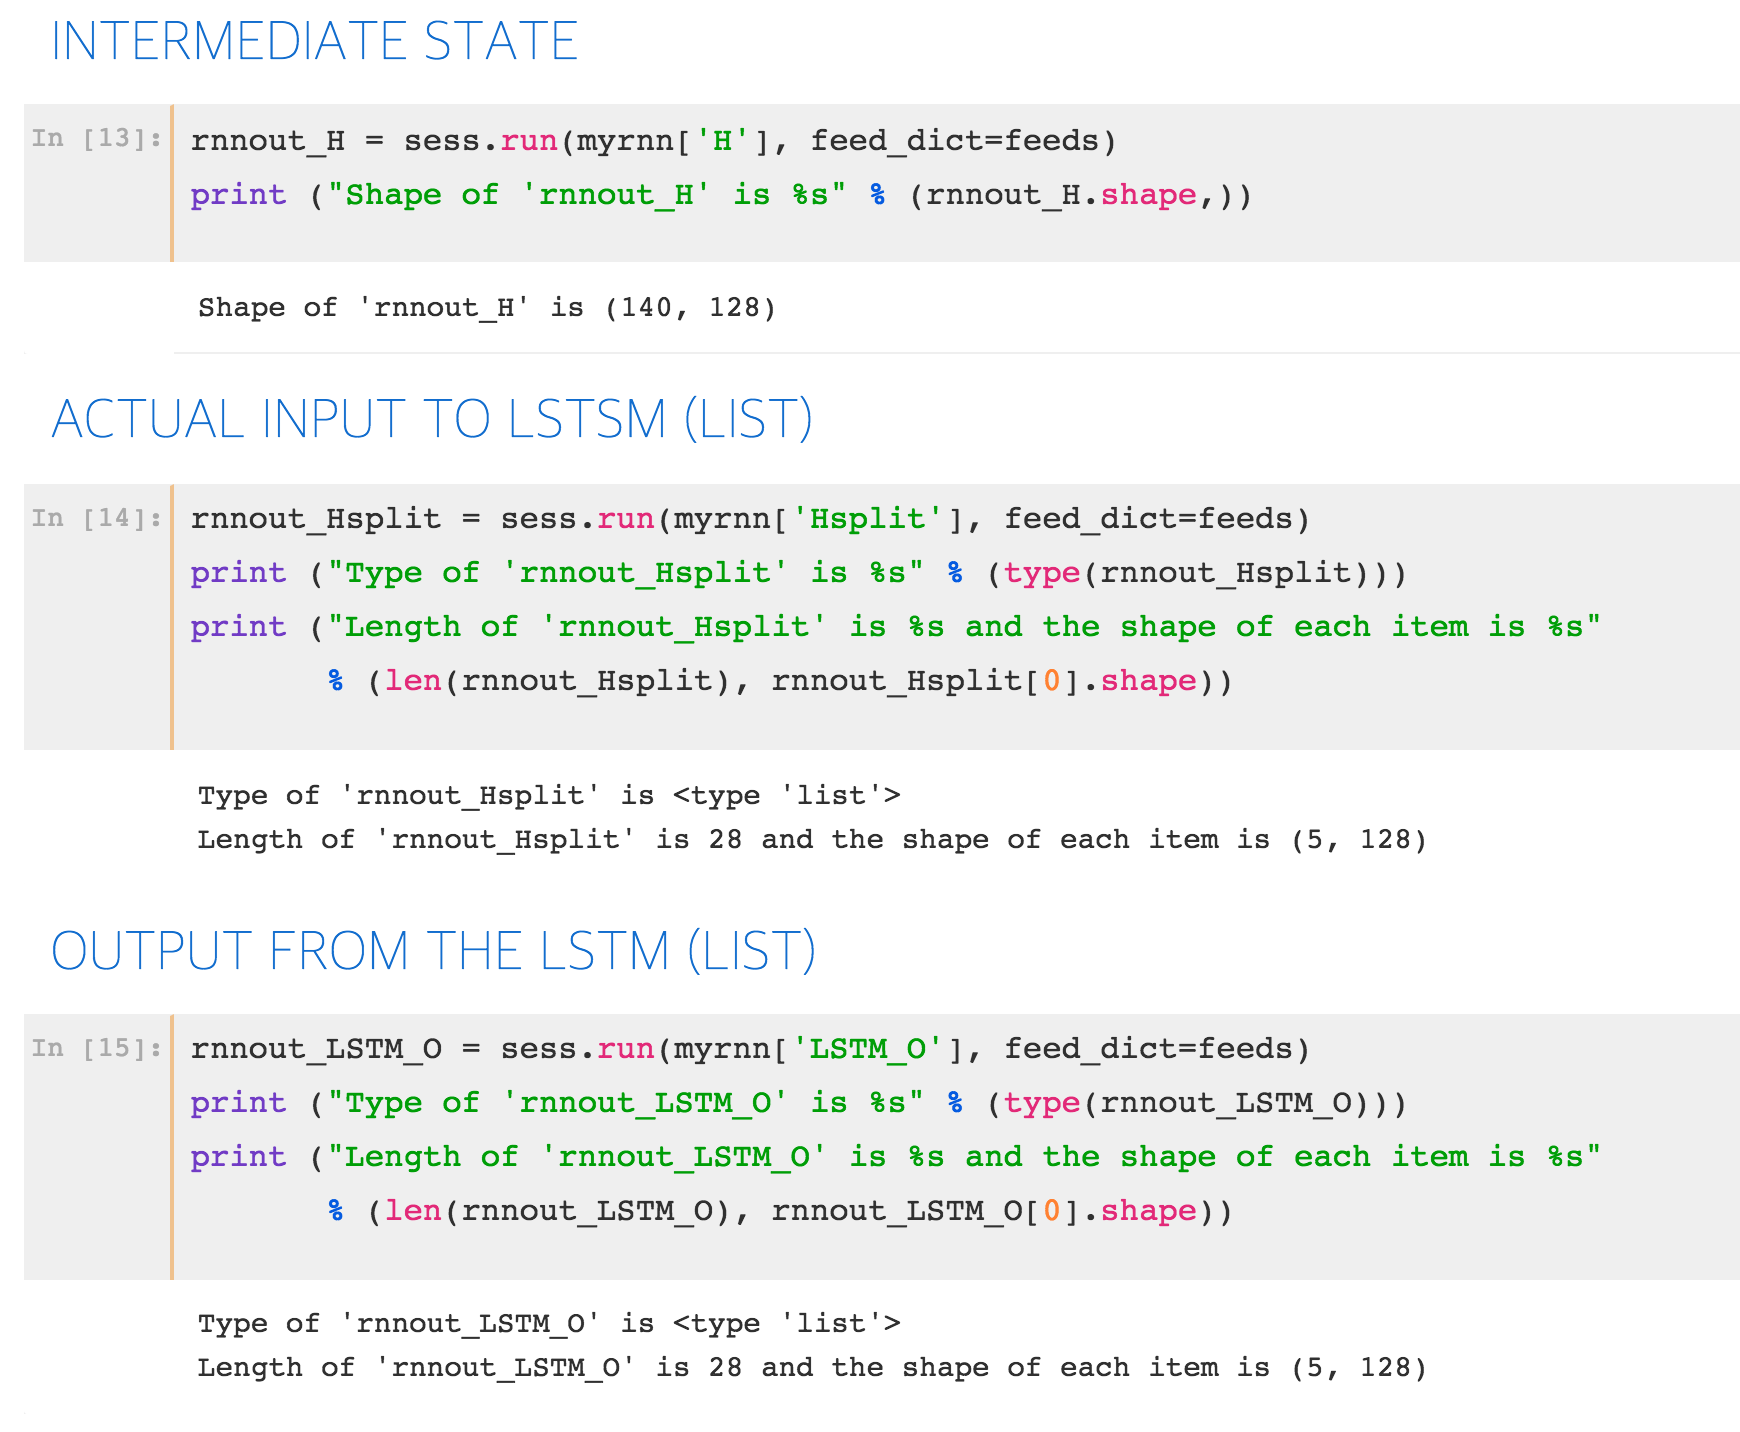 INTERMEDIATE STATE
In [13]: rnnout_H = sess.run(myrnn['H'], feed_dict=feeds)
print ("Shape of 'rnnout_H' is %s" % (rnnout_H.shape,))
Shape of 'rnnout_H' is (140, 128)
ACTUAL INPUT TO LSTSM (LIST)
In [14]: rnnout_Hsplit = sess.run(myrnn['Hsplit'], feed_dict=feeds)
print ("Type of 'rnnout_Hsplit' is %s" % (type(rnnout_Hsplit)))
print ("Length of 'rnnout_Hsplit' is %s and the shape of each item is %s"
% (len(rnnout_Hsplit), rnnout_Hsplit[0].shape))
Type of 'rnnout_Hsplit' is <type 'list'>
Length of 'rnnout_Hsplit' is 28 and the shape of each item is (5, 128)
OUTPUT FROM THE LSTM (LIST)
In [15]: rnnout_LSTM_O = sess.run(myrnn['LSTM_O'], feed_dict=feeds)
print ("Type of 'rnnout_LSTM_O' is %s" % (type(rnnout_LSTM_O)))
print ("Length of 'rnnout_LSTM_O' is %s and the shape of each item is %s"
% (len(rnnout_LSTM_O), rnnout_LSTM_O[0].shape))
Type of 'rnnout_LSTM_O' is <type 'list'>
Length of 'rnnout_LSTM_O' is 28 and the shape of each item is (5, 128)